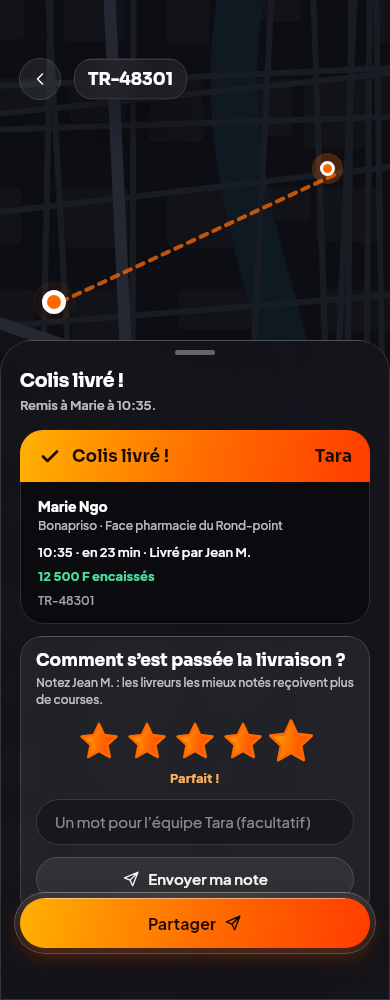 TR-48301
Colis livré !
Remis à Marie à 10:35.
Colis livré ! Tara
Marie Ngo
Bonapriso · Face pharmacie du Rond-point
10:35 · en 23 min · Livré par Jean M.
12 500 F encaissés
TR-48301
Comment s’est passée la livraison ?
Notez Jean M. : les livreurs les mieux notés reçoivent plus
de courses.
Parfait !
Un mot pour l’équipe Tara (facultatif)
Envoyer ma note
Partager